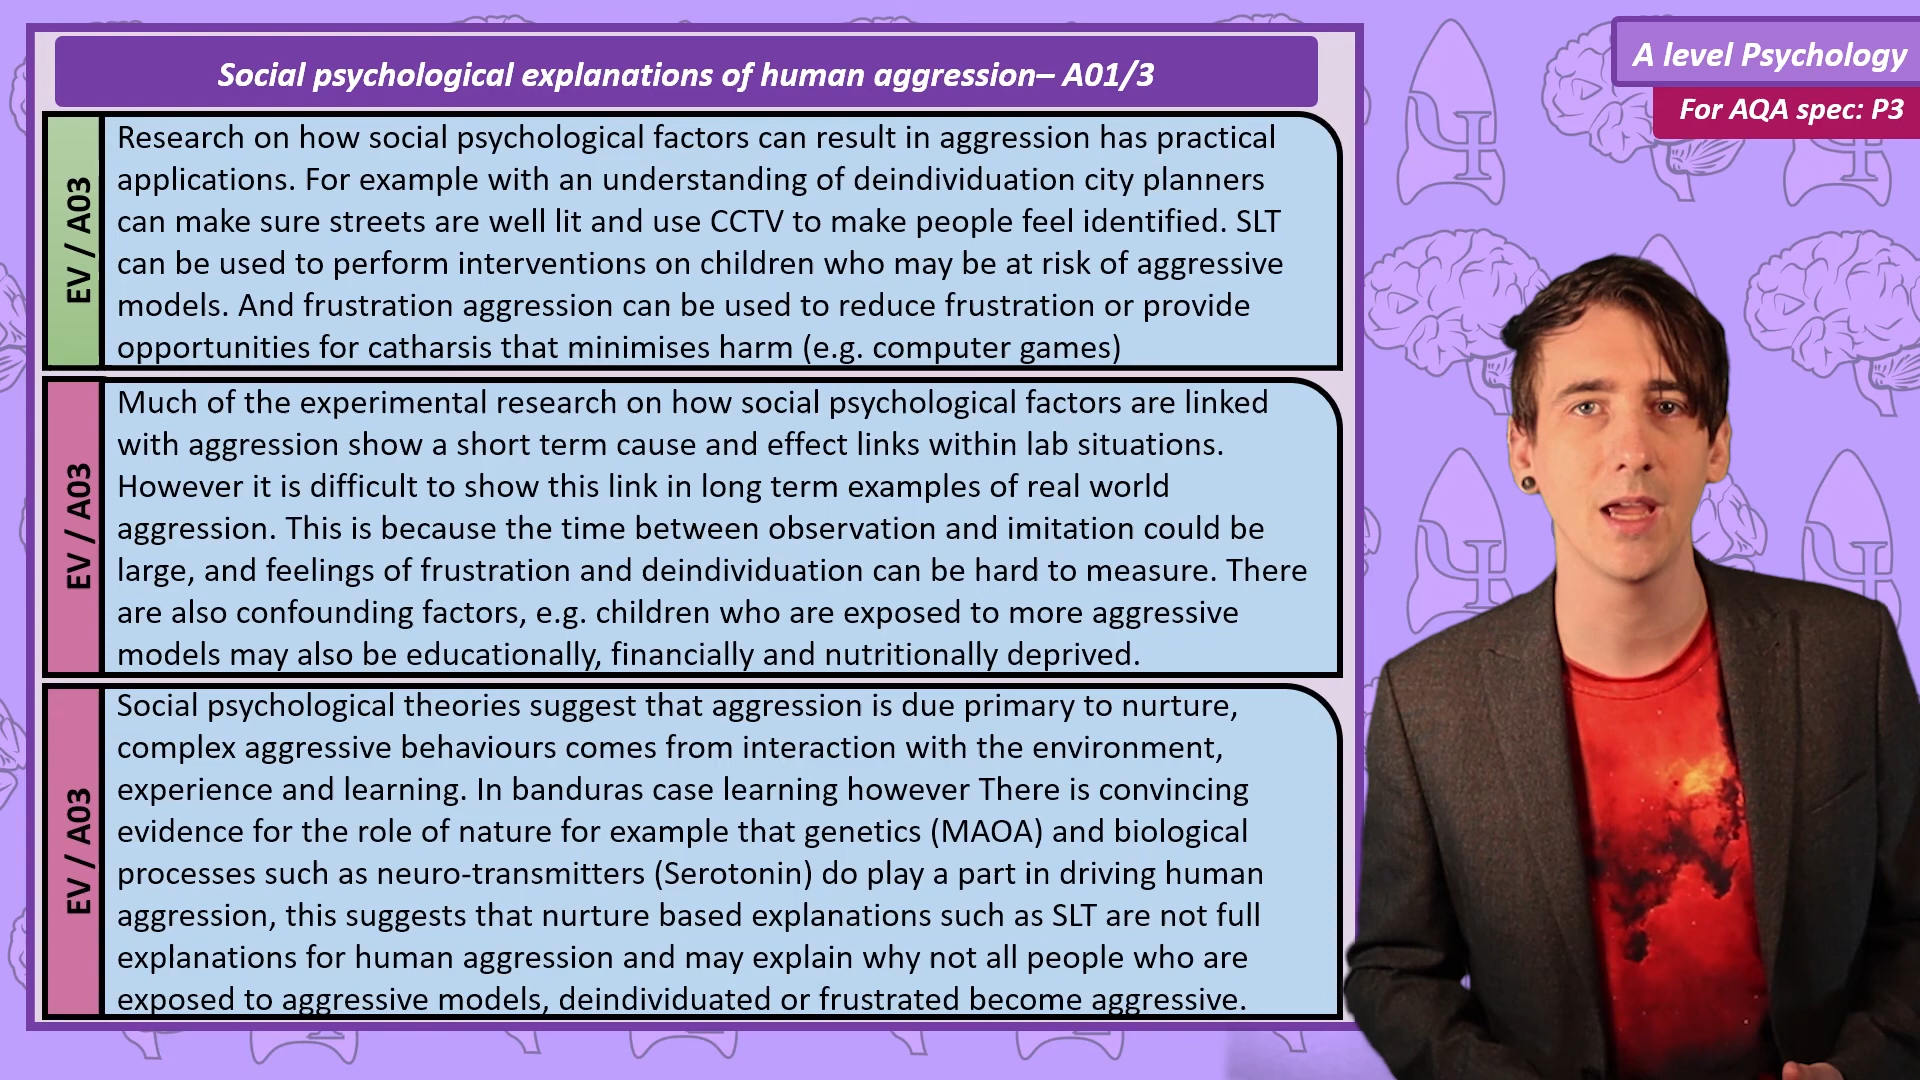 Social psychological explanations of human aggression– A01/3
A level Psychology
For AQA spec: P3
EV / A03
Research on how social psychological factors can result in aggression has practical
applications. For example with an understanding of deindividuation city planners
can make sure streets are well lit and use CCTV to make people feel identified. SLT
can be used to perform interventions on children who may be at risk of aggressive
models. And frustration aggression can be used to reduce frustration or provide
opportunities for catharsis that minimises harm (e.g. computer games)
EV / A03
Much of the experimental research on how social psychological factors are linked
with aggression show a short term cause and effect links within lab situations.
However it is difficult to show this link in long term examples of real world
aggression. This is because the time between observation and imitation could be
large, and feelings of frustration and deindividuation can be hard to measure. There
are also confounding factors, e.g. children who are exposed to more aggressive
models may also be educationally, financially and nutritionally deprived.
EV / A03
Social psychological theories suggest that aggression is due primary to nurture,
complex aggressive behaviours comes from interaction with the environment,
experience and learning. In banduras case learning however There is convincing
evidence for the role of nature for example that genetics (MAOA) and biological
processes such as neuro-transmitters (Serotonin) do play a part in driving human
aggression, this suggests that nurture based explanations such as SLT are not full
explanations for human aggression and may explain why not all people who are
exposed to aggressive models, deindividuated or frustrated become aggressive.